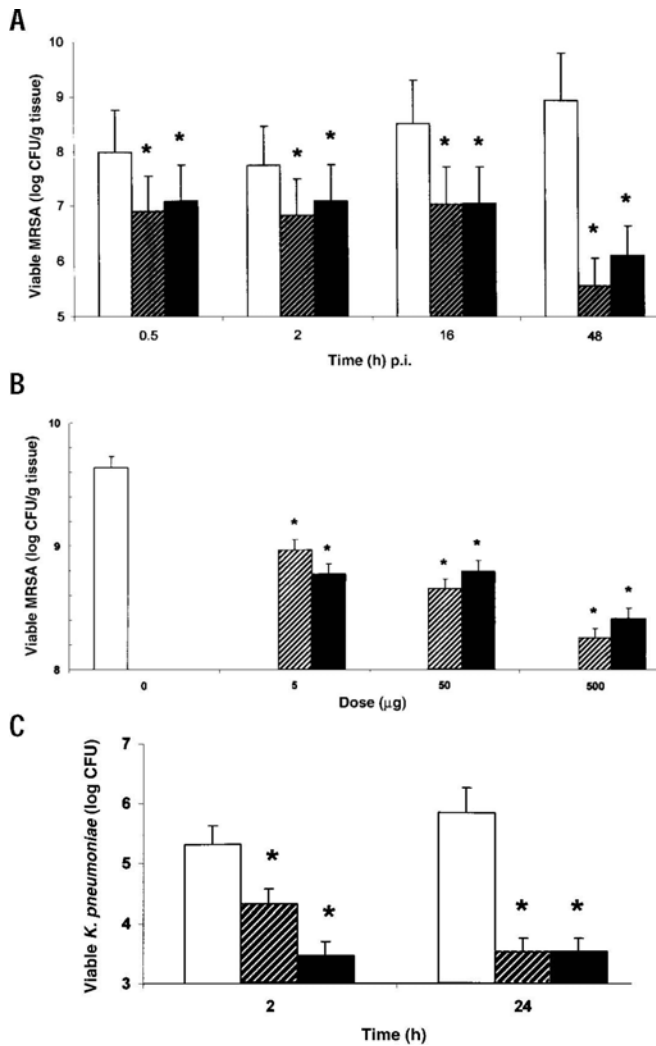 A
Viable MRSA (log CFU/g tissue)
10
9
8
7
6
5
* * * * * * * *
0.5 2 16 48
Time (h) p.i.
B
Viable MRSA (log CFU/g tissue)
10
9
8
* * * * * *
0 5 50 500
Dose (μg)
C
Viable K. pneumoniae (log CFU)
7
6
5
4
3
* * * *
2 24
Time (h)